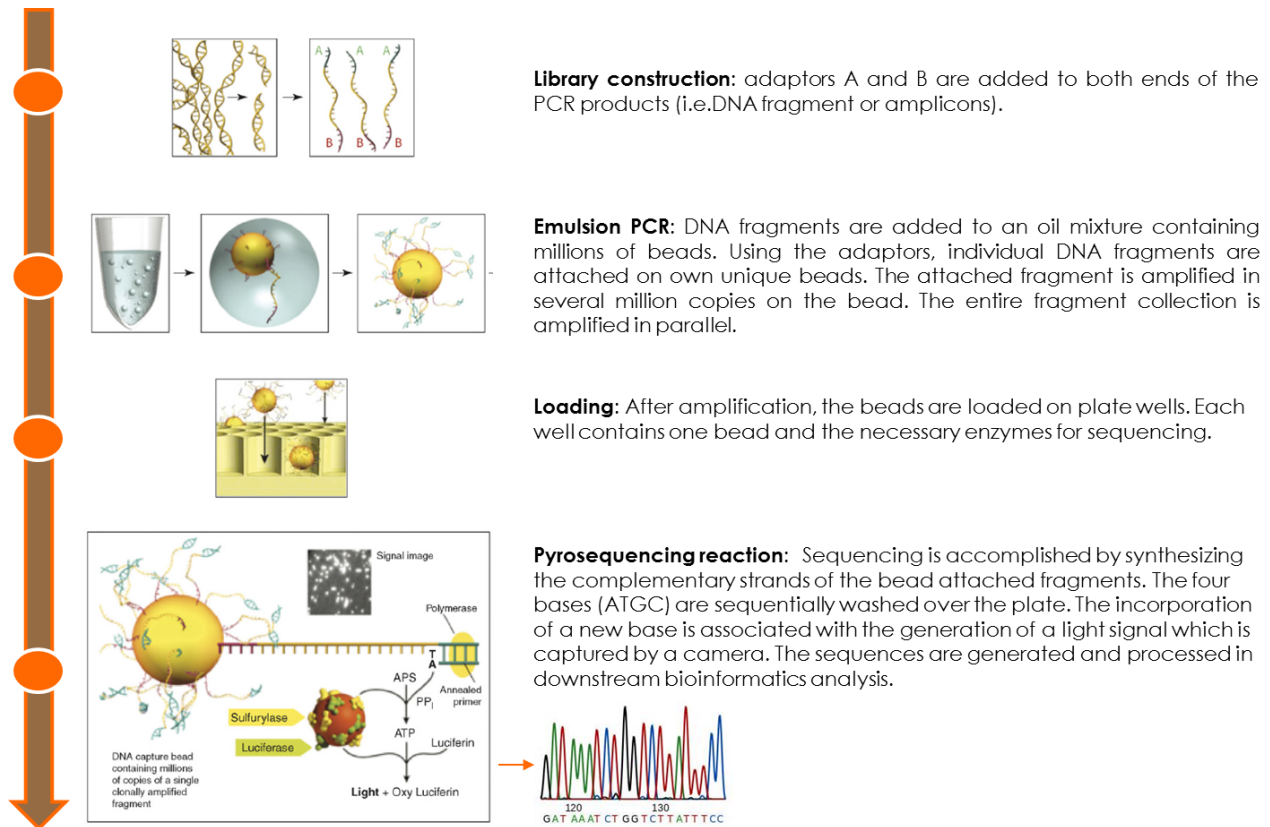 A A A
B B B
Library construction: adaptors A and B are added to both ends of the
PCR products (i.e.DNA fragment or amplicons).
Emulsion PCR: DNA fragments are added to an oil mixture containing
millions of beads. Using the adaptors, individual DNA fragments are
attached on own unique beads. The attached fragment is amplified in
several million copies on the bead. The entire fragment collection is
amplified in parallel.
Loading: After amplification, the beads are loaded on plate wells. Each
well contains one bead and the necessary enzymes for sequencing.
Signal image
Polymerase
T
A
Annealed
primer
APS
PPi
Sulfurylase
ATP
Luciferase
Luciferin
Light + Oxy Luciferin
DNA capture bead
containing millions
of copies of a single
clonally amplified
fragment
Pyrosequencing reaction: Sequencing is accomplished by synthesizing
the complementary strands of the bead attached fragments. The four
bases (ATGC) are sequentially washed over the plate. The incorporation
of a new base is associated with the generation of a light signal which is
captured by a camera. The sequences are generated and processed in
downstream bioinformatics analysis.
120 130
GAT AAAT CT GGTCTTATTTCC